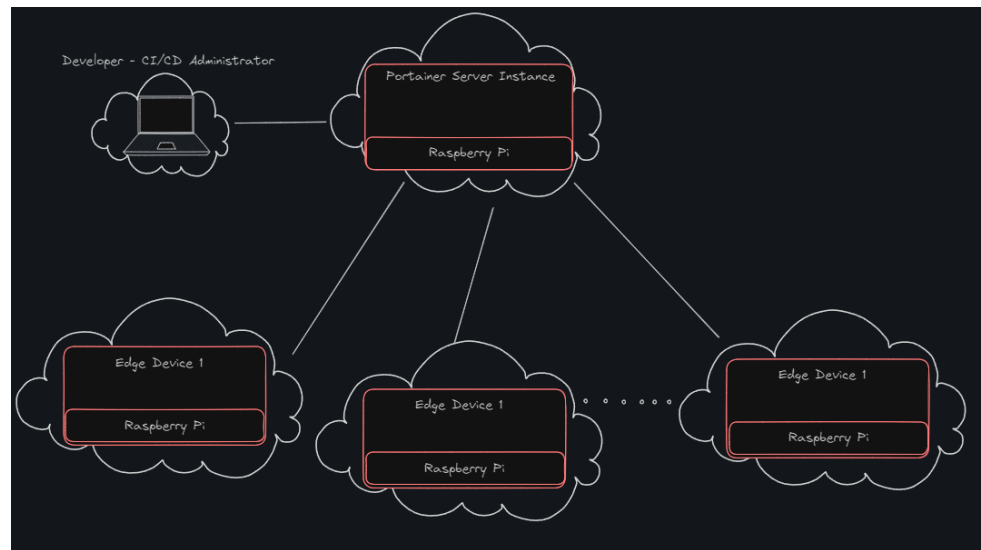 Developer - CI/CD Administrator
Portainer Server Instance
Raspberry Pi
Edge Device 1
Raspberry Pi
Edge Device 1
Raspberry Pi
Edge Device 1
Raspberry Pi